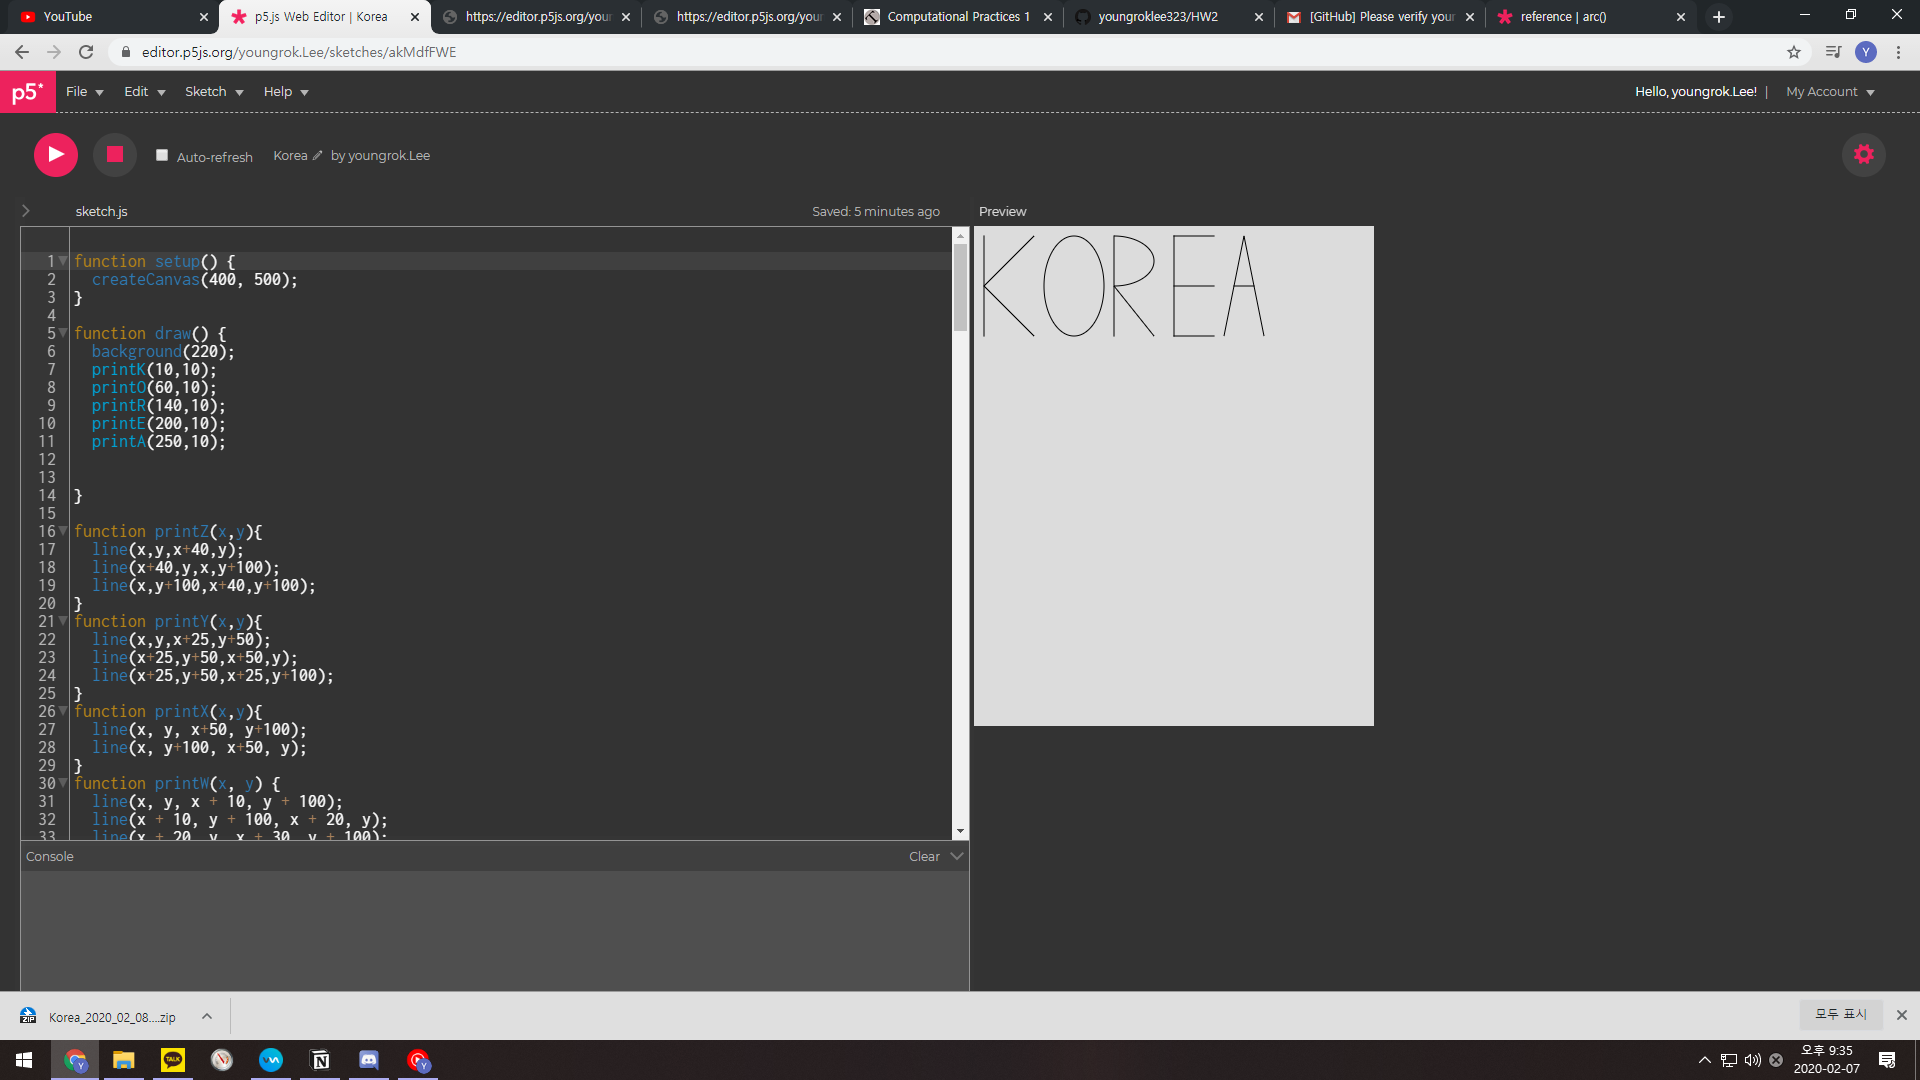 YouTube
p5.js Web Editor | Korea
https://editor.p5js.org/your
https://editor.p5js.org/your
Computational Practices 1
youngroklee323/HW2
[GitHub] Please verify your
reference | arc()
editor.p5js.org/youngrok.Lee/sketches/akMdfFWE
Y
p5*
File
Edit
Sketch
Help
Hello, youngrok.Lee! |
My Account
Auto-refresh
Korea
by youngrok.Lee
sketch.js
Saved: 5 minutes ago
Preview
1 function setup() {
2 createCanvas(400, 500);
3 }
4
5 function draw() {
6 background(220);
7 printK(10,10);
8 printO(60,10);
9 printR(140,10);
10 printE(200,10);
11 printA(250,10);
12
13
14 }
15
16 function printZ(x,y){
17 line(x,y,x+40,y);
18 line(x+40,y,x,y+100);
19 line(x,y+100,x+40,y+100);
20 }
21 function printY(x,y){
22 line(x,y,x+25,y+50);
23 line(x+25,y+50,x+50,y);
24 line(x+25,y+50,x+25,y+100);
25 }
26 function printX(x,y){
27 line(x, y, x+50, y+100);
28 line(x, y+100, x+50, y);
29 }
30 function printW(x, y) {
31 line(x, y, x + 10, y + 100);
32 line(x + 10, y + 100, x + 20, y);
33 line(x + 20, y, x + 30, y + 100);
KOREA
Console
Clear
ZIP
Korea_2020_02_08....zip
모두 표시
TALK
Y
Y
오후 9:35
2020-02-07